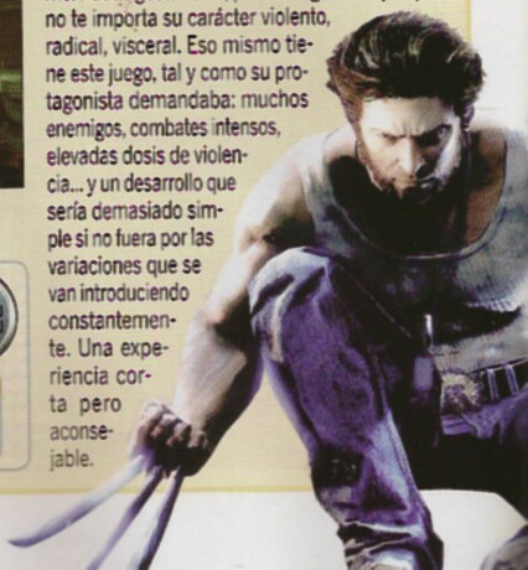 no te importa su carácter violento,
radical, visceral. Eso mismo tie-
ne este juego, tal y como su pro-
tagonista demandaba: muchos
enemigos, combates intensos,
elevadas dosis de violen-
cia... y un desarrollo que
sería demasiado sim-
ple si no fuera por las
variaciones que se
van introduciendo
constantemen-
te. Una expe-
riencia cor-
ta pero
aconse-
jable.